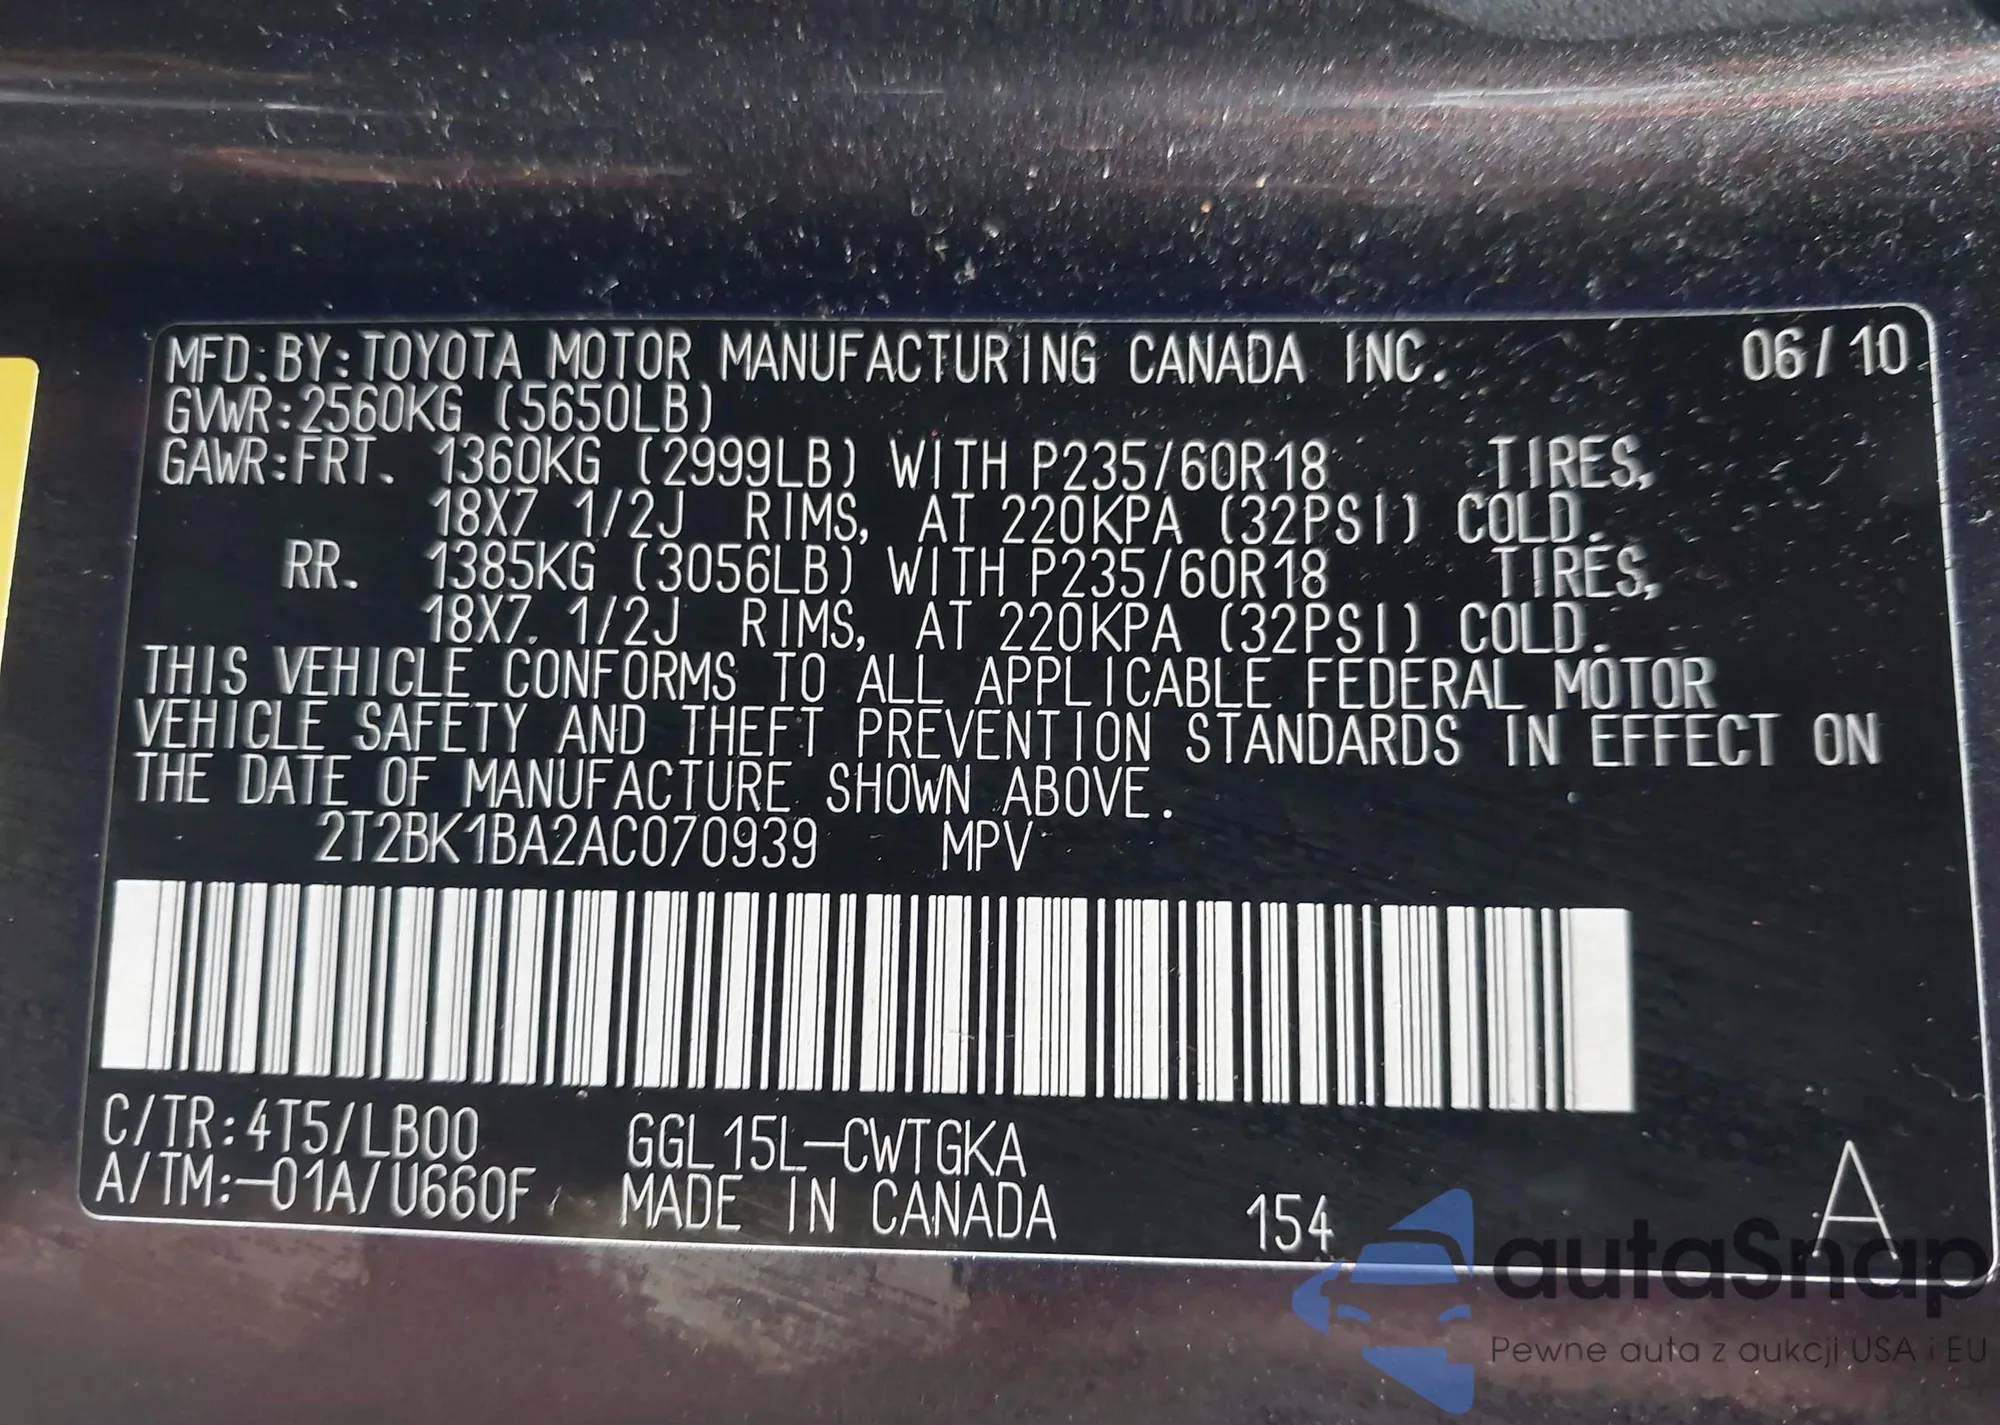 MFD.BY:TOYOTA MOTOR MANUFACTURING CANADA INC. 06/10
GVWR:2560KG (5650LB)
GAWR:FRT. 1360KG (2999LB) WITH P235/60R18 TIRES,
18X7 1/2J RIMS, AT 220KPA (32PSI) COLD.
RR. 1385KG (3056LB) WITH P235/60R18 TIRES,
18X7 1/2J RIMS, AT 220KPA (32PSI) COLD.
THIS VEHICLE CONFORMS TO ALL APPLICABLE FEDERAL MOTOR
VEHICLE SAFETY AND THEFT PREVENTION STANDARDS IN EFFECT ON
THE DATE OF MANUFACTURE SHOWN ABOVE.
2T2BK1BA2AC070939 MPV
C/TR:4T5/LB00 GGL15L-CWTGKA
A/TM:-01A/U660F MADE IN CANADA 154 A
autaSnap
Pewne auta z aukcji USA i EU